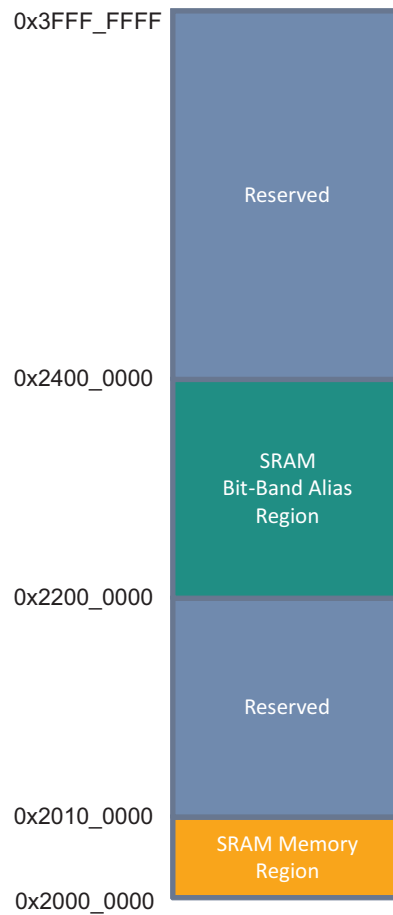 0x3FFF_FFFF
Reserved
0x2400_0000
SRAM
Bit-Band Alias
Region
0x2200_0000
Reserved
0x2010_0000
SRAM Memory
Region
0x2000_0000